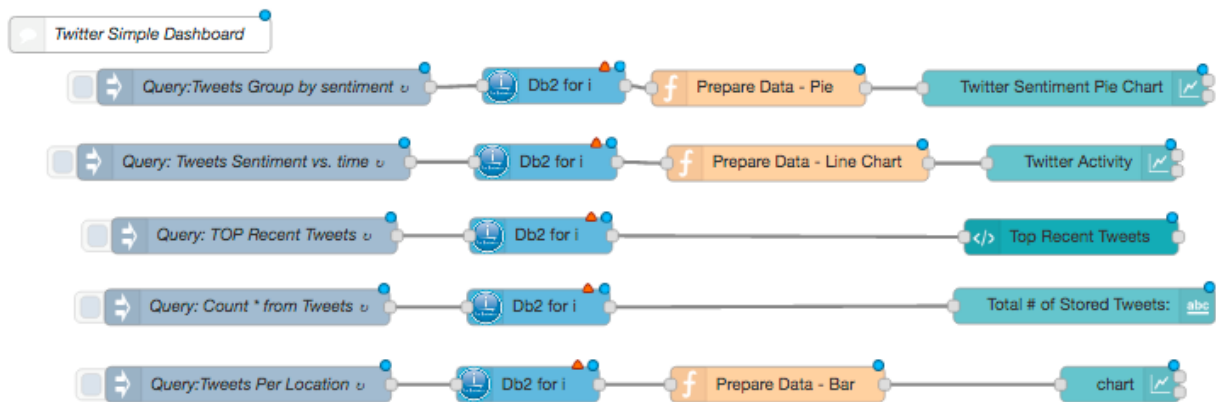 Twitter Simple Dashboard
Query:Tweets Group by sentiment ↻ Db2 for i Prepare Data - Pie Twitter Sentiment Pie Chart
Query: Tweets Sentiment vs. time ↻ Db2 for i Prepare Data - Line Chart Twitter Activity
Query: TOP Recent Tweets ↻ Db2 for i </> Top Recent Tweets
Query: Count * from Tweets ↻ Db2 for i Total # of Stored Tweets: abc
Query:Tweets Per Location ↻ Db2 for i Prepare Data - Bar chart